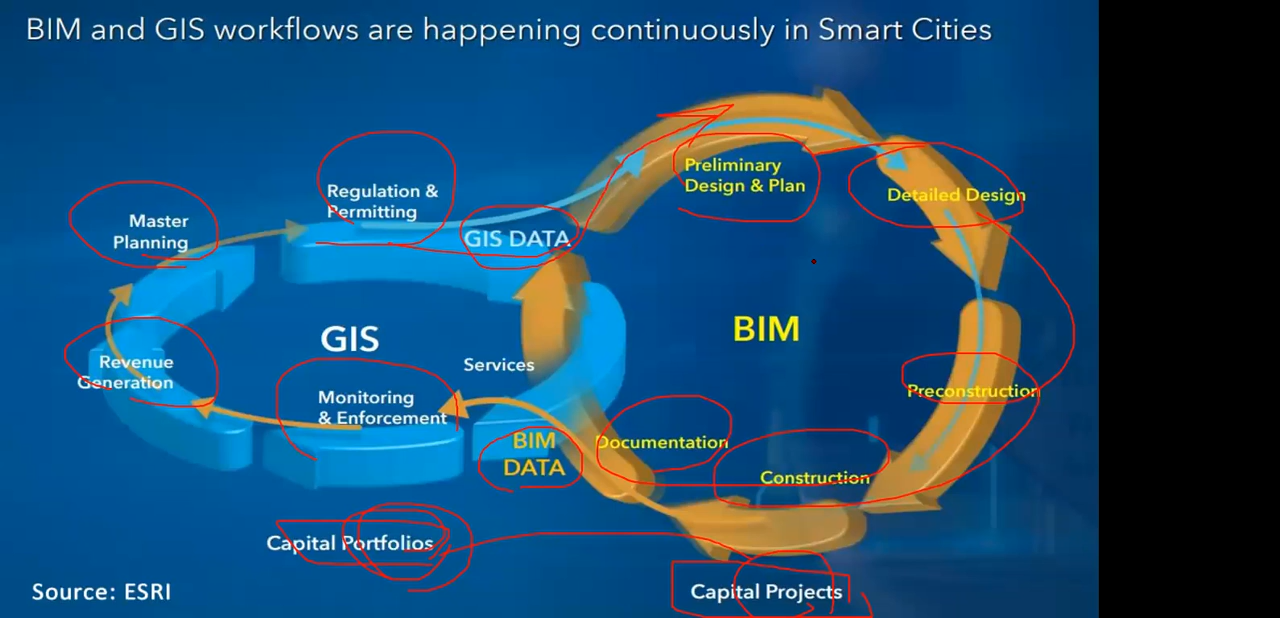 BIM and GIS workflows are happening continuously in Smart Cities
Regulation &
Permitting
Master
Planning
GIS DATA
Preliminary
Design & Plan
Detailed Design
GIS
BIM
Revenue
Generation
Services
Monitoring
& Enforcement
Preconstruction
BIM
DATA
Documentation
Construction
Capital Portfolios
Capital Projects
Source: ESRI